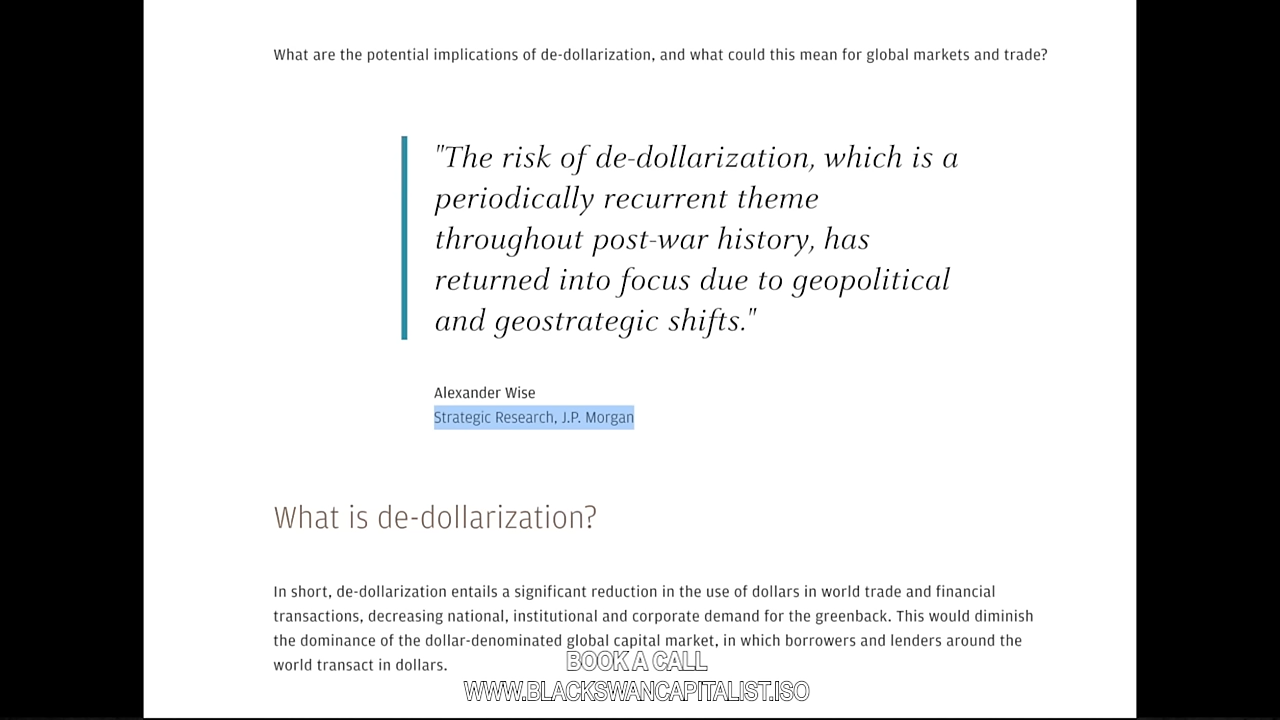 What are the potential implications of de-dollarization, and what could this mean for global markets and trade?
"The risk of de-dollarization, which is a
periodically recurrent theme
throughout post-war history, has
returned into focus due to geopolitical
and geostrategic shifts."
Alexander Wise
Strategic Research, J.P. Morgan
What is de-dollarization?
In short, de-dollarization entails a significant reduction in the use of dollars in world trade and financial
transactions, decreasing national, institutional and corporate demand for the greenback. This would diminish
the dominance of the dollar-denominated global capital market, in which borrowers and lenders around the
world transact in dollars.
BOOK A CALL
WWW.BLACKSWANCAPITALIST.ISO